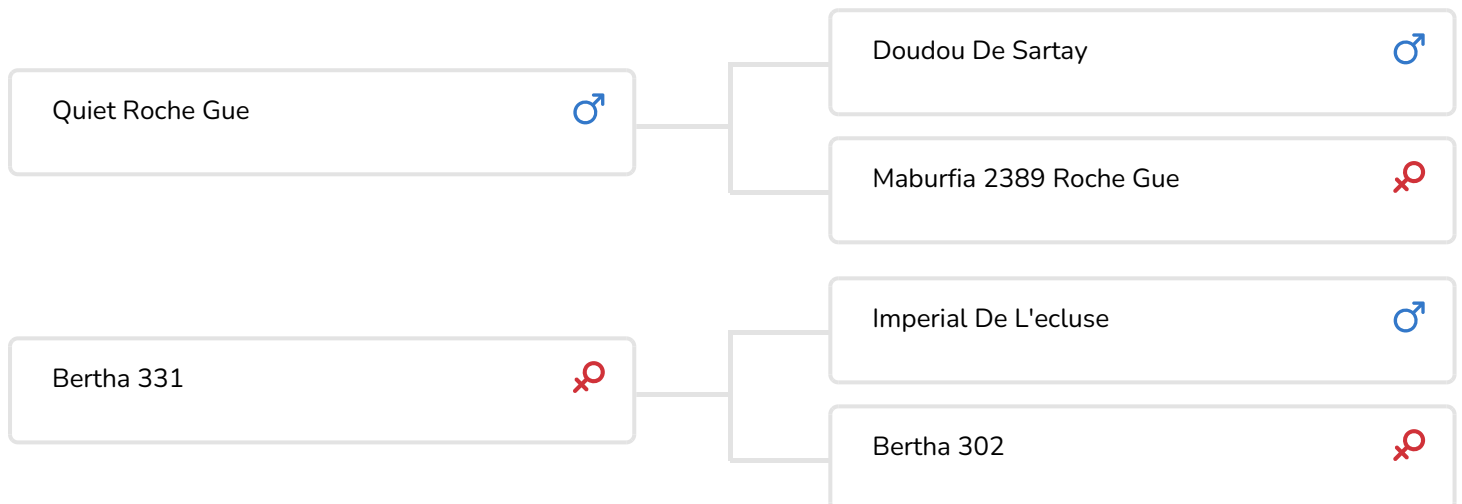 Doudou De Sartay
Quiet Roche Gue
Maburfia 2389 Roche Gue
Imperial De L'ecluse
Bertha 331
Bertha 302